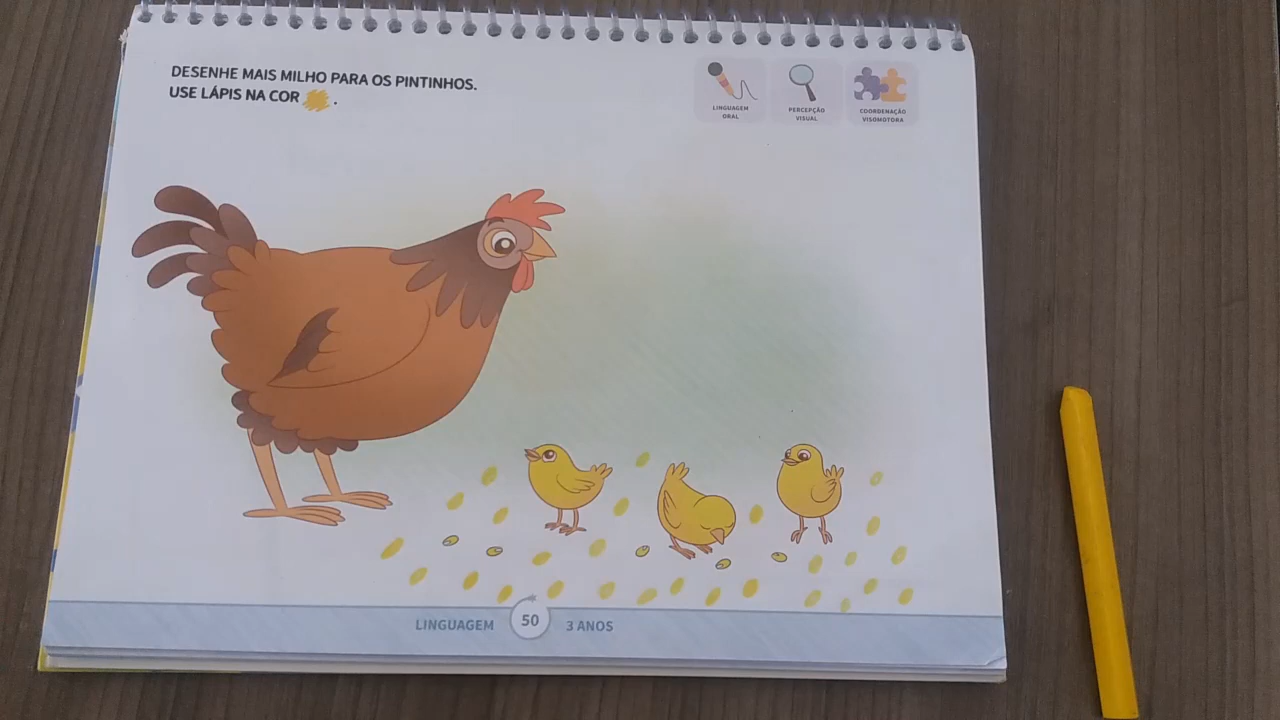 DESENHE MAIS MILHO PARA OS PINTINHOS.
USE LÁPIS NA COR .
LINGUAGEM
ORAL
PERCEPÇÃO
VISUAL
COORDENAÇÃO
VISOMOTORA
LINGUAGEM 50 3 ANOS